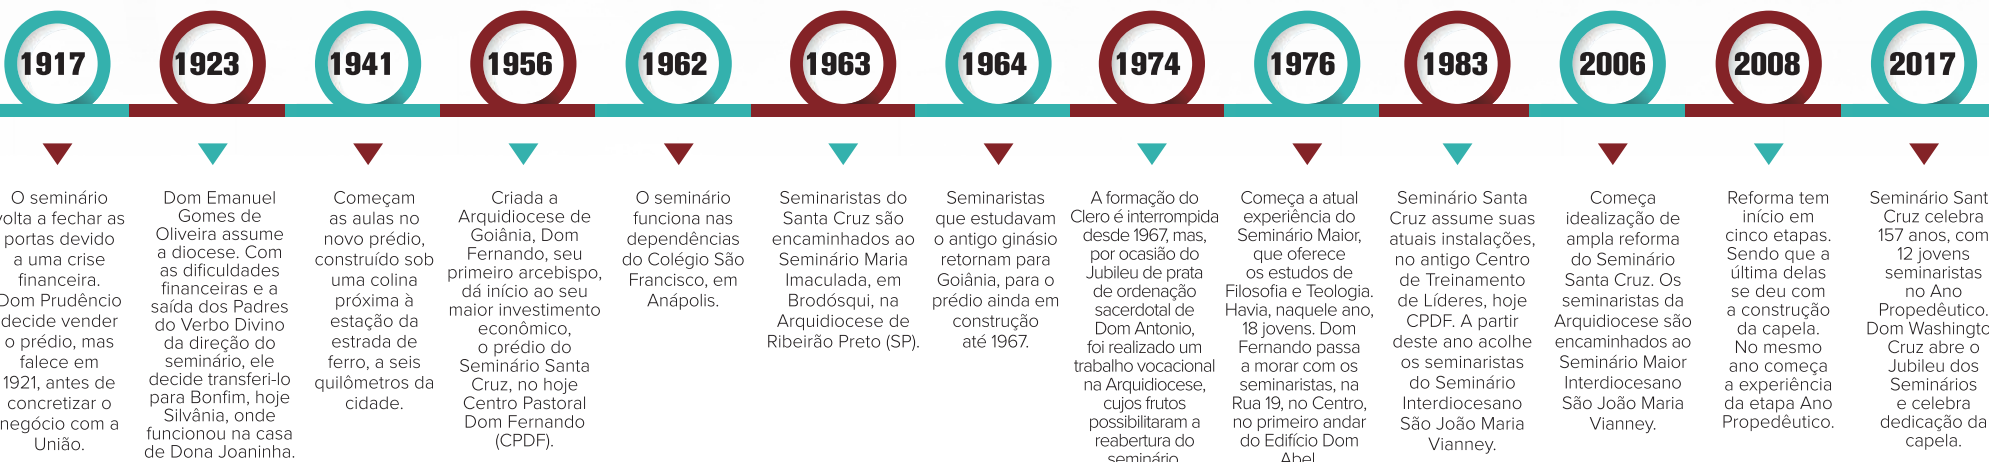 1917
1923
1941
1956
1962
1963
1964
1974
1976
1983
2006
2008
2017
O seminário
volta a fechar as
portas devido
a uma crise
financeira.
Dom Prudêncio
decide vender
o prédio, mas
falece em
1921, antes de
concretizar o
negócio com a
União.
Dom Emanuel
Gomes de
Oliveira assume
a diocese. Com
as dificuldades
financeiras e a
saída dos Padres
do Verbo Divino
da direção do
seminário, ele
decide transferi-lo
para Bonfim, hoje
Silvânia, onde
funcionou na casa
de Dona Joaninha.
Começam
as aulas no
novo prédio,
construído sob
uma colina
próxima à
estação da
estrada de
ferro, a seis
quilômetros da
cidade.
Criada a
Arquidiocese de
Goiânia, Dom
Fernando, seu
primeiro arcebispo,
dá início ao seu
maior investimento
econômico,
o prédio do
Seminário Santa
Cruz, no hoje
Centro Pastoral
Dom Fernando
(CPDF).
O seminário
funciona nas
dependências
do Colégio São
Francisco, em
Anápolis.
Seminaristas do
Santa Cruz são
encaminhados ao
Seminário Maria
Imaculada, em
Brodósqui, na
Arquidiocese de
Ribeirão Preto (SP).
Seminaristas
que estudavam
o antigo ginásio
retornam para
Goiânia, para o
prédio ainda em
construção
até 1967.
A formação do
Clero é interrompida
desde 1967, mas,
por ocasião do
Jubileu de prata
de ordenação
sacerdotal de
Dom Antonio,
foi realizado um
trabalho vocacional
na Arquidiocese,
cujos frutos
possibilitaram a
reabertura do
seminário
Começa a atual
experiência do
Seminário Maior,
que oferece
os estudos de
Filosofia e Teologia.
Havia, naquele ano,
18 jovens. Dom
Fernando passa
a morar com os
seminaristas, na
Rua 19, no Centro,
no primeiro andar
do Edifício Dom
Abel
Seminário Santa
Cruz assume suas
atuais instalações,
no antigo Centro
de Treinamento
de Líderes, hoje
CPDF. A partir
deste ano acolhe
os seminaristas
do Seminário
Interdiocesano
São João Maria
Vianney.
Começa
idealização de
ampla reforma
do Seminário
Santa Cruz. Os
seminaristas da
Arquidiocese são
encaminhados ao
Seminário Maior
Interdiocesano
São João Maria
Vianney.
Reforma tem
início em
cinco etapas.
Sendo que a
última delas
se deu com
a construção
da capela.
No mesmo
ano começa
a experiência
da etapa Ano
Propedêutico.
Seminário Sant
Cruz celebra
157 anos, com
12 jovens
seminaristas
no Ano
Propedêutico.
Dom Washingto
Cruz abre o
Jubileu dos
Seminários
e celebra
dedicação da
capela.